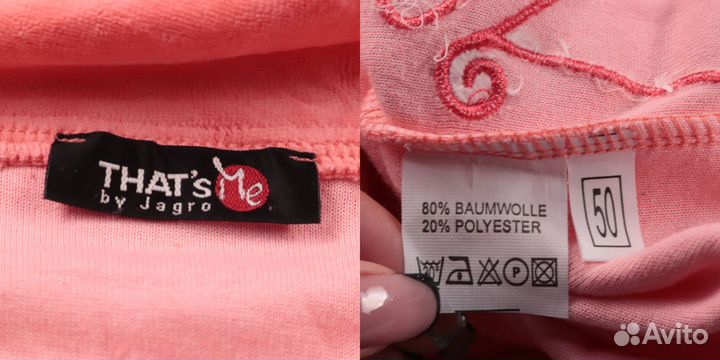 THAT's Me
by Jagro
80% BAUMWOLLE
20% POLYESTER
P
50
Avito